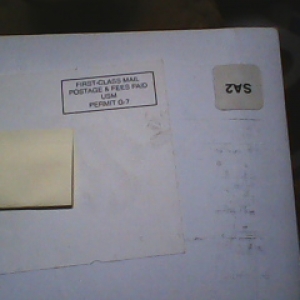 FIRST-CLASS MAIL
POSTAGE & FEES PAID
USM
PERMIT G-7
SA2